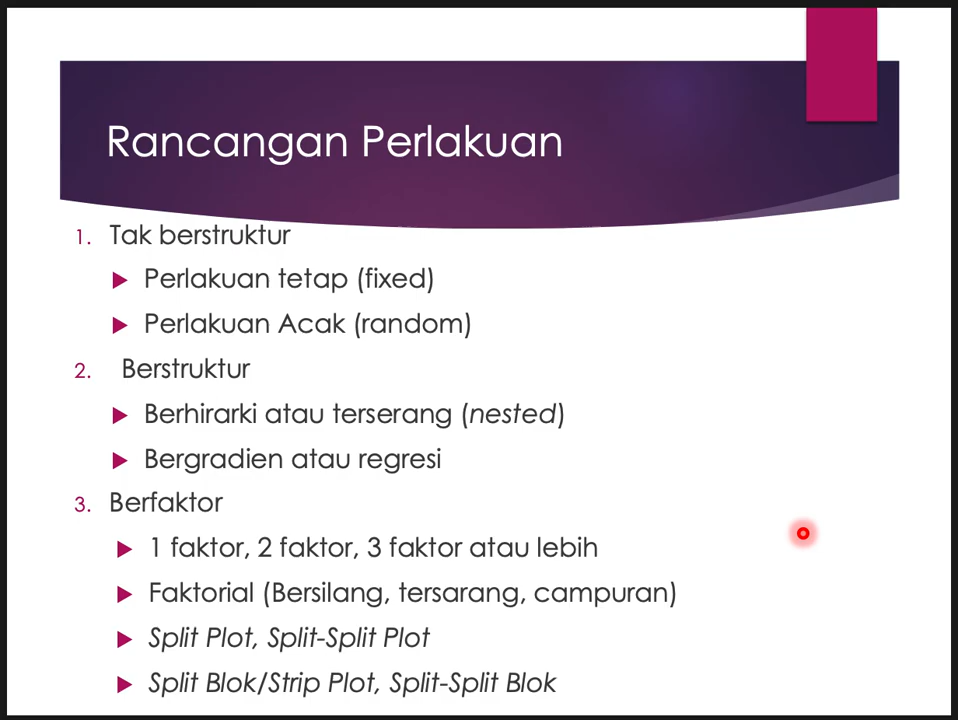 Rancangan Perlakuan
1. Tak berstruktur
Perlakuan tetap (fixed)
Perlakuan Acak (random)
2. Berstruktur
Berhirarki atau terserang (nested)
Bergradien atau regresi
3. Berfaktor
1 faktor, 2 faktor, 3 faktor atau lebih
Faktorial (Bersilang, tersarang, campuran)
Split Plot, Split-Split Plot
Split Blok/Strip Plot, Split-Split Blok